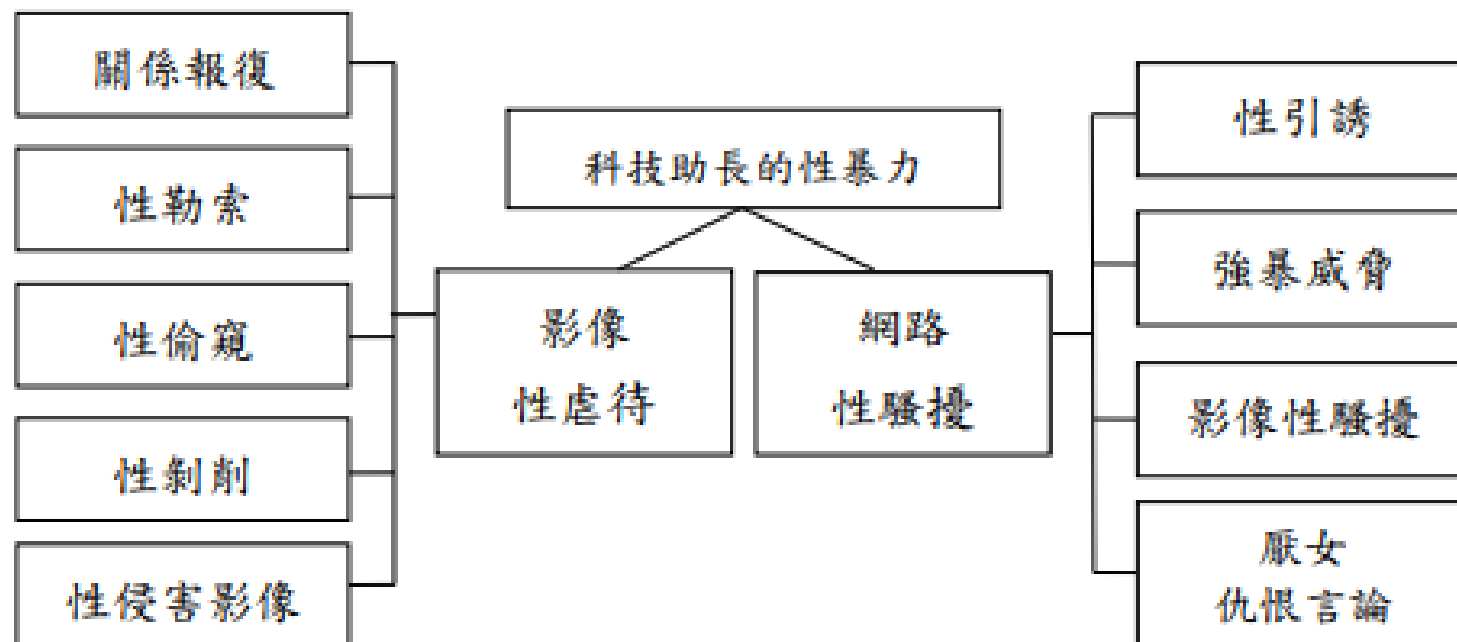 科技助長的性暴力
影像
性虐待
網路
性騷擾
關係報復
性勒索
性偷窺
性剝削
性侵害影像
性引誘
強暴威脅
影像性騷擾
厭女
仇恨言論